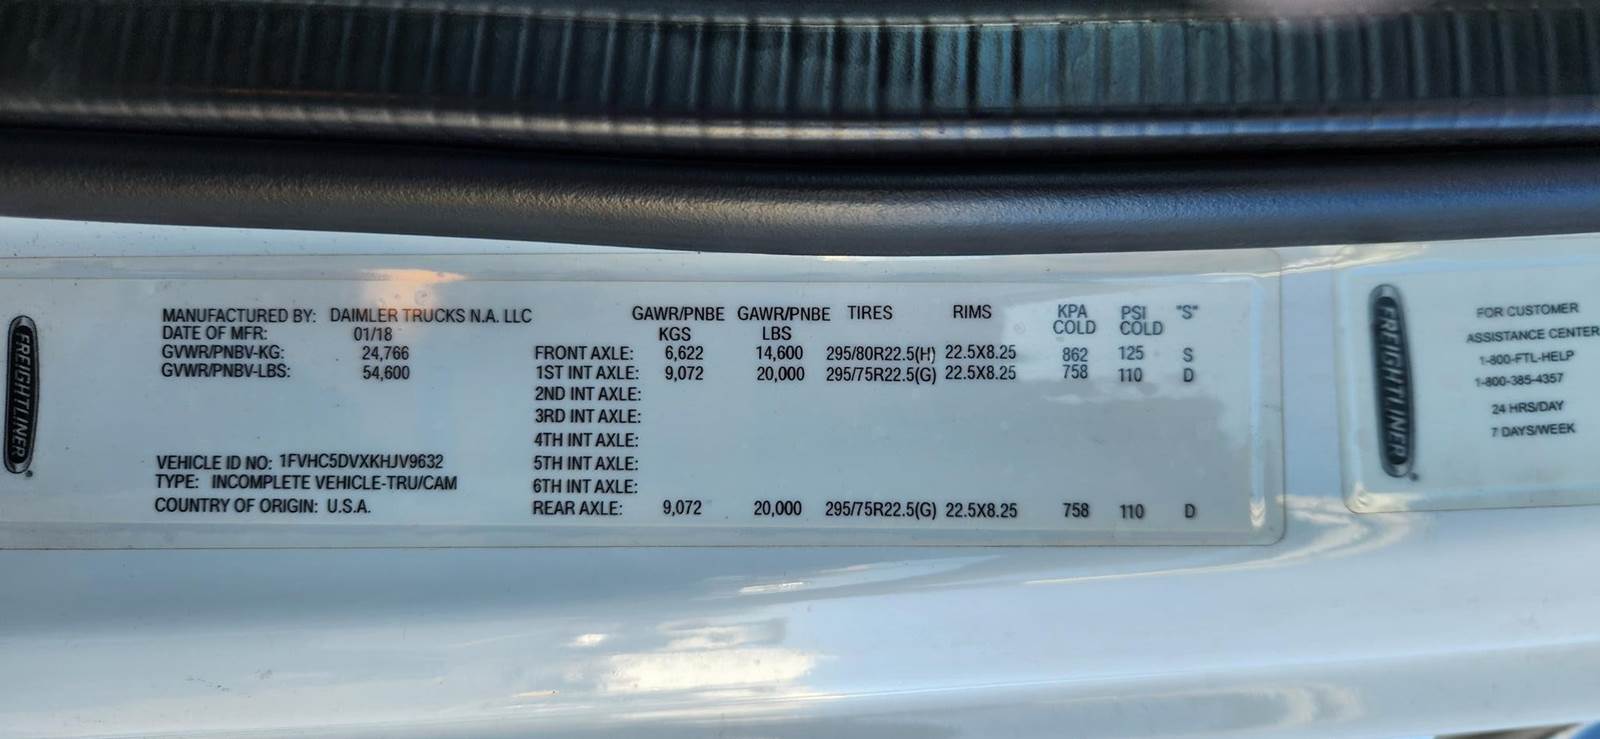 FREIGHTLINER®
MANUFACTURED BY: DAIMLER TRUCKS N.A. LLC
DATE OF MFR: 01/18
GVWR/PNBV-KG: 24,766
GVWR/PNBV-LBS: 54,600
VEHICLE ID NO: 1FVHC5DVXKHJV9632
TYPE: INCOMPLETE VEHICLE-TRU/CAM
COUNTRY OF ORIGIN: U.S.A.
GAWR/PNBE GAWR/PNBE TIRES RIMS KPA PSI "S"
KGS LBS COLD COLD
FRONT AXLE: 6,622 14,600 295/80R22.5(H) 22.5X8.25 862 125 S
1ST INT AXLE: 9,072 20,000 295/75R22.5(G) 22.5X8.25 758 110 D
2ND INT AXLE:
3RD INT AXLE:
4TH INT AXLE:
5TH INT AXLE:
6TH INT AXLE:
REAR AXLE: 9,072 20,000 295/75R22.5(G) 22.5X8.25 758 110 D
FREIGHTLINER®
FOR CUSTOMER
ASSISTANCE CENTER
1-800-FTL-HELP
1-800-385-4357
24 HRS/DAY
7 DAYS/WEEK